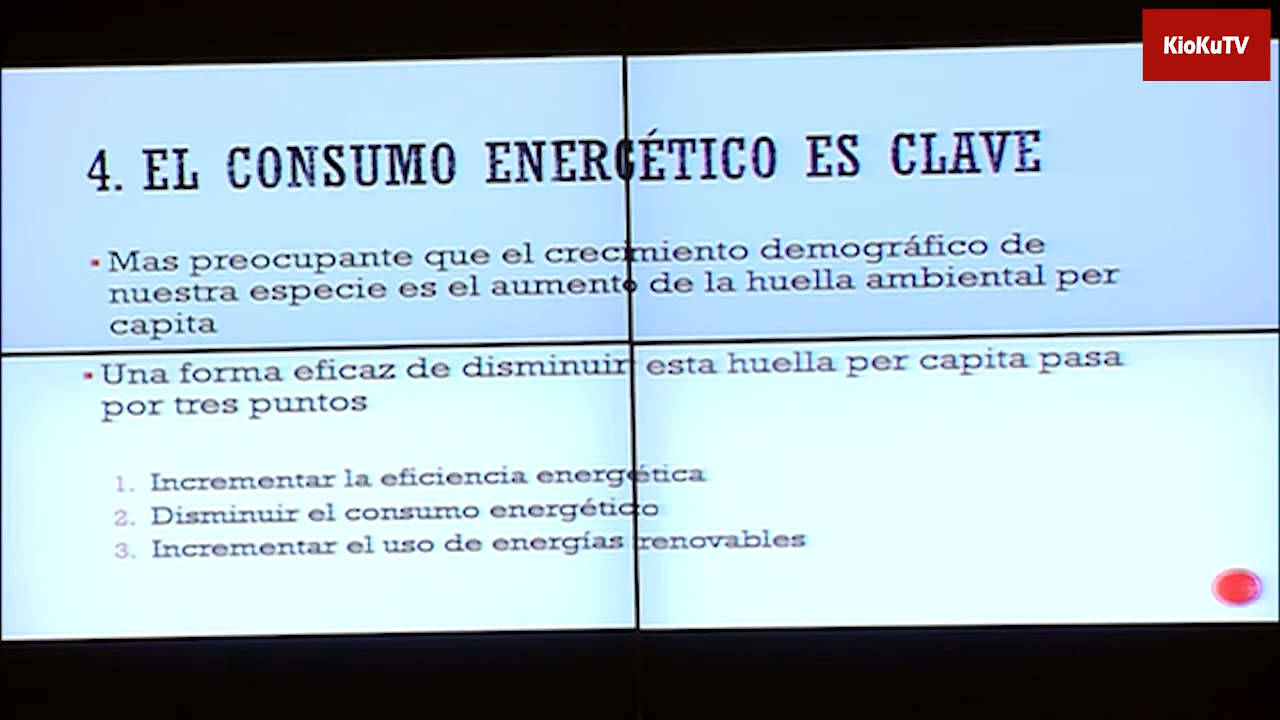 KioKuTV
4. EL CONSUMO ENERGÉTICO ES CLAVE
Mas preocupante que el crecimiento demográfico de
nuestra especie es el aumento de la huella ambiental per
capita
Una forma eficaz de disminuir esta huella per capita pasa
por tres puntos
1. Incrementar la eficiencia energética
2. Disminuir el consumo energético
3. Incrementar el uso de energías renovables